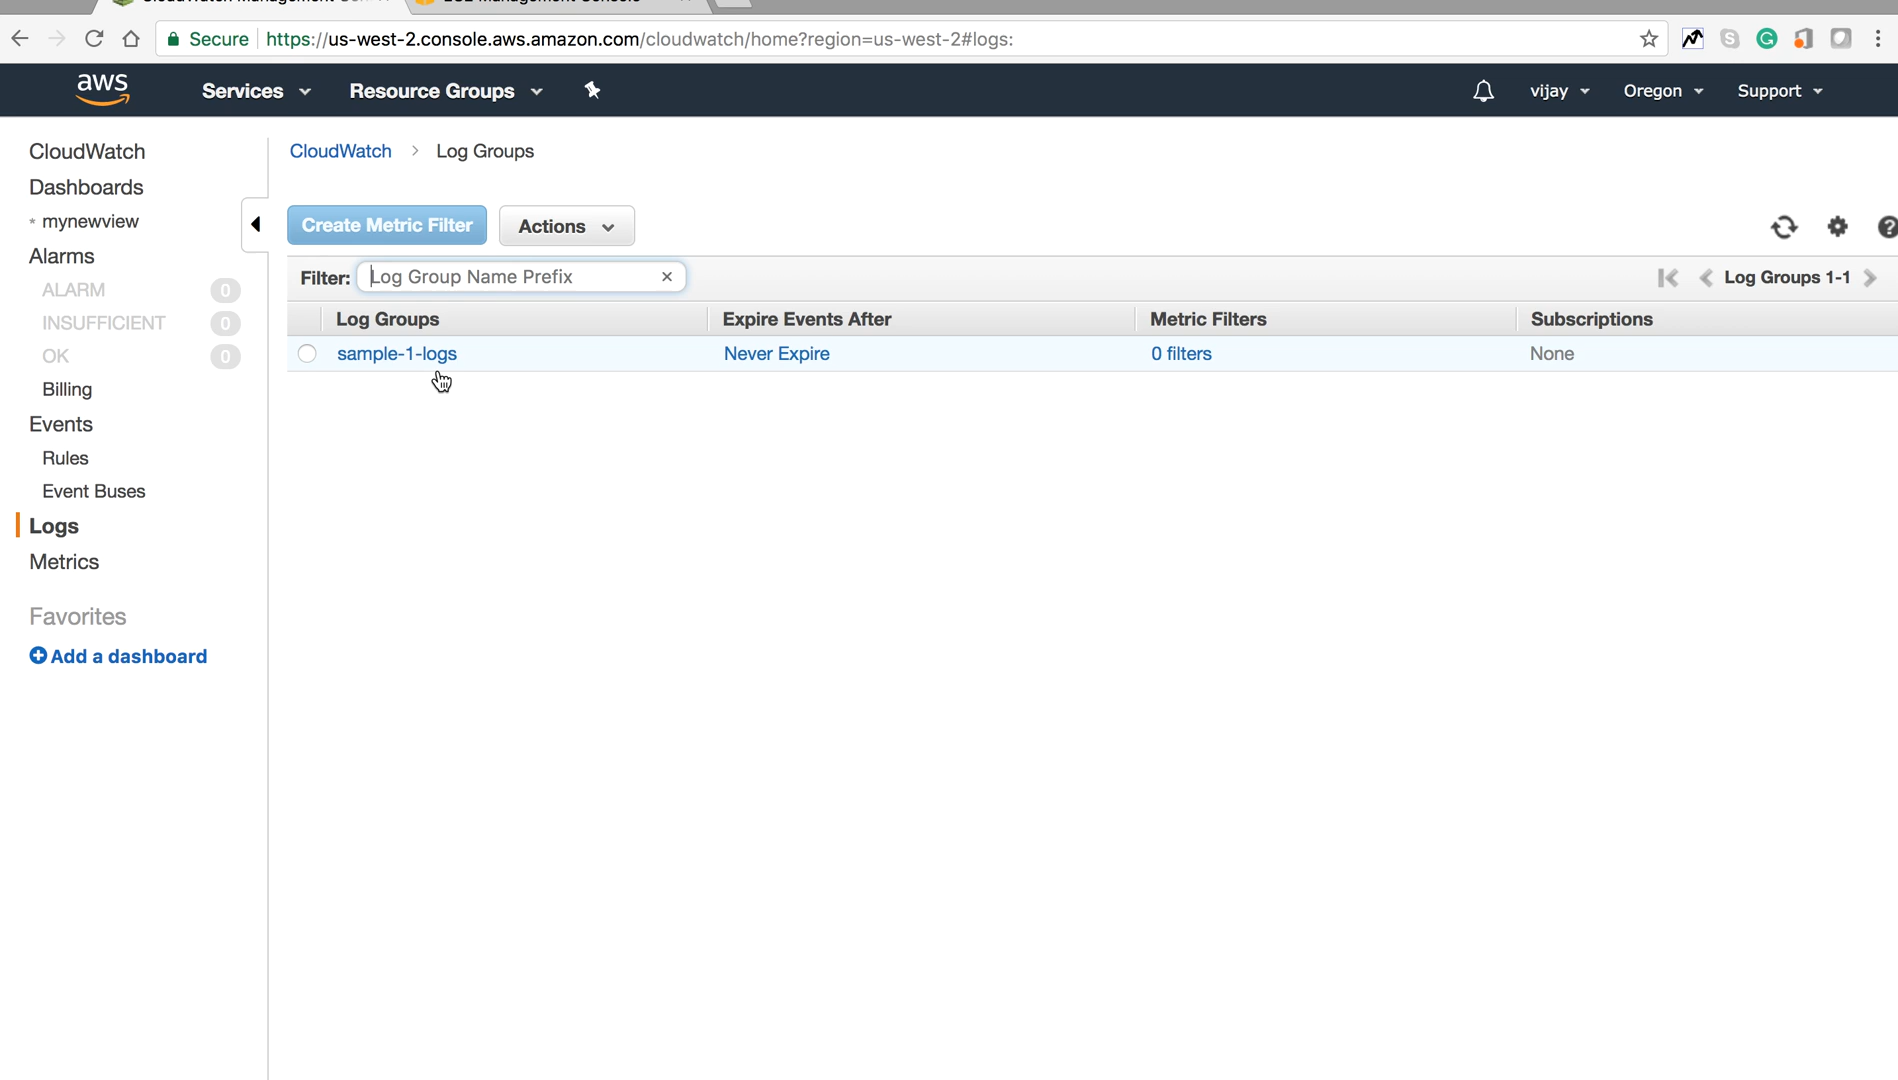 Secure https://us-west-2.console.aws.amazon.com/cloudwatch/home?region=us-west-2#logs:
aws Services Resource Groups vijay Oregon Support
CloudWatch
Dashboards
* mynewview
Alarms
ALARM 0
INSUFFICIENT 0
OK 0
Billing
Events
Rules
Event Buses
Logs
Metrics
Favorites
Add a dashboard
CloudWatch > Log Groups
Create Metric Filter Actions
Filter: Log Group Name Prefix × Log Groups 1-1
Log Groups Expire Events After Metric Filters Subscriptions
sample-1-logs Never Expire 0 filters None